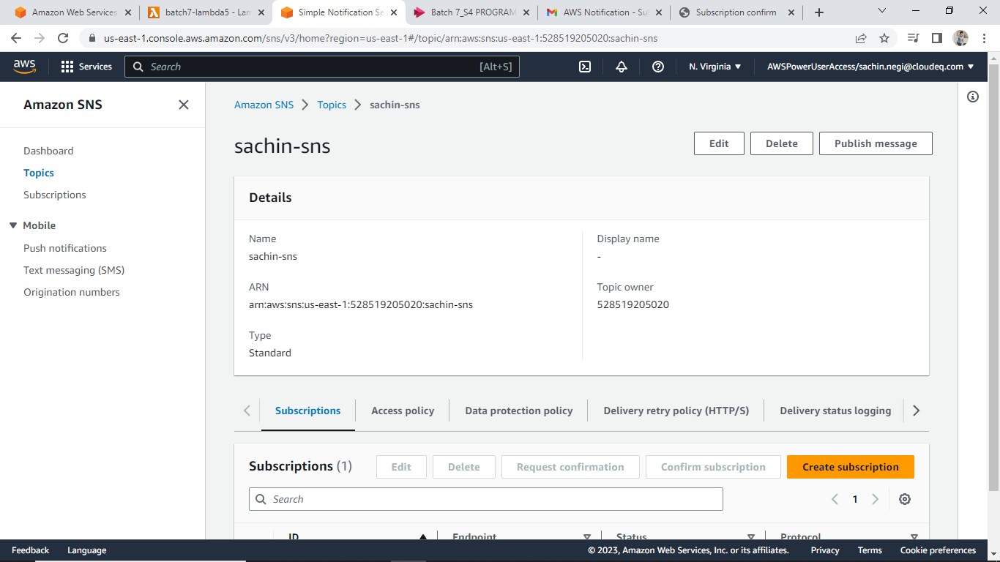 Amazon Web Services
batch7-lambda5 - Lam
Simple Notification Se
Batch 7_S4 PROGRAM
AWS Notification - Sub
Subscription confirm
us-east-1.console.aws.amazon.com/sns/v3/home?region=us-east-1#/topic/arn:aws:sns:us-east-1:528519205020:sachin-sns
aws
Services
Search
[Alt+S]
N. Virginia
AWSPowerUserAccess/sachin.negi@cloudeq.com
Amazon SNS
Dashboard
Topics
Subscriptions
Mobile
Push notifications
Text messaging (SMS)
Origination numbers
Amazon SNS
Topics
sachin-sns
sachin-sns
Edit
Delete
Publish message
Details
Name
sachin-sns
ARN
arn:aws:sns:us-east-1:528519205020:sachin-sns
Type
Standard
Display name
-
Topic owner
528519205020
Subscriptions
Access policy
Data protection policy
Delivery retry policy (HTTP/S)
Delivery status logging
Subscriptions (1)
Edit
Delete
Request confirmation
Confirm subscription
Create subscription
Search
1
ID
Endpoint
Status
Protocol
Feedback
Language
© 2023, Amazon Web Services, Inc. or its affiliates.
Privacy
Terms
Cookie preferences